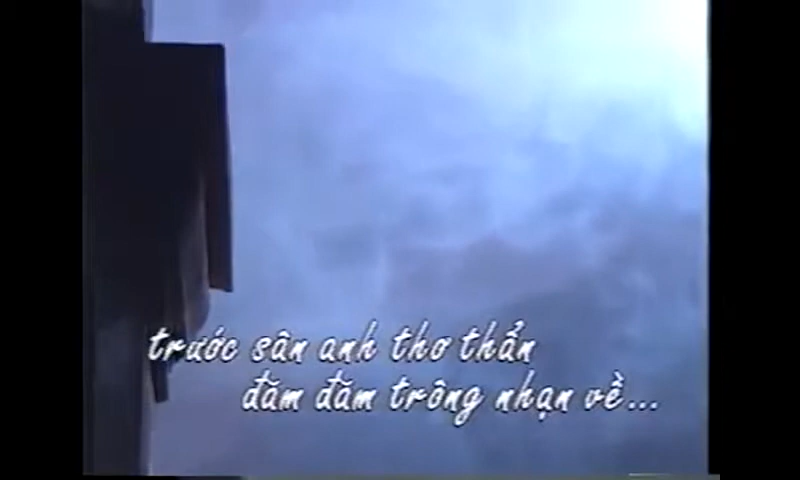 trước sân anh thơ thẩn
đăm đăm trông nhạn về...